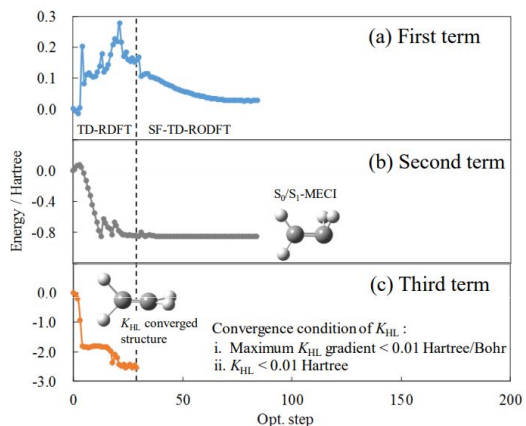 0.3
(a) First term
0.2
0.1
0.0
TD-RDFT
SF-TD-RODFT
Energy / Hartree
(b) Second term
0.0
-0.4
-0.8
S0/S1-MECI
(c) Third term
0.0
-1.0
-2.0
-3.0
KHL converged
structure
Convergence condition of KHL :
i. Maximum KHL gradient < 0.01 Hartree/Bohr
ii. KHL < 0.01 Hartree
0 50 100 150 200
Opt. step